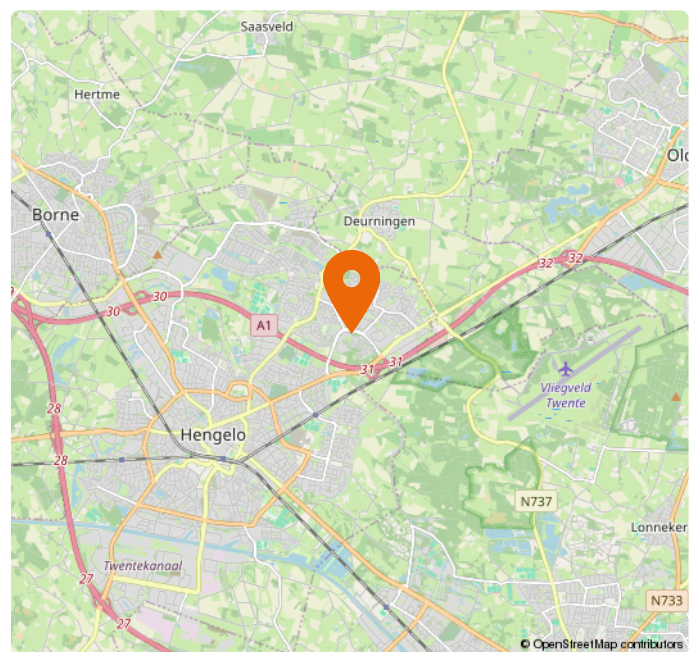 Saasveld
Hertme
Old
Borne
Deurningen
32
32
9
30
30
A1
31
31
Vliegveld
Twente
28
Hengelo
28
N737
Lonneker
Twentekanaal
27
N733
27
© OpenStreetMap contributors